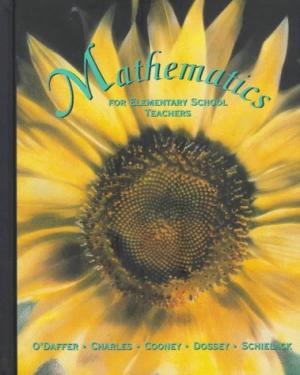 Mathematics
FOR ELEMENTARY SCHOOL
TEACHERS
O'DAFFER • CHARLES • COONEY • DOSSEY • SCHIELACK